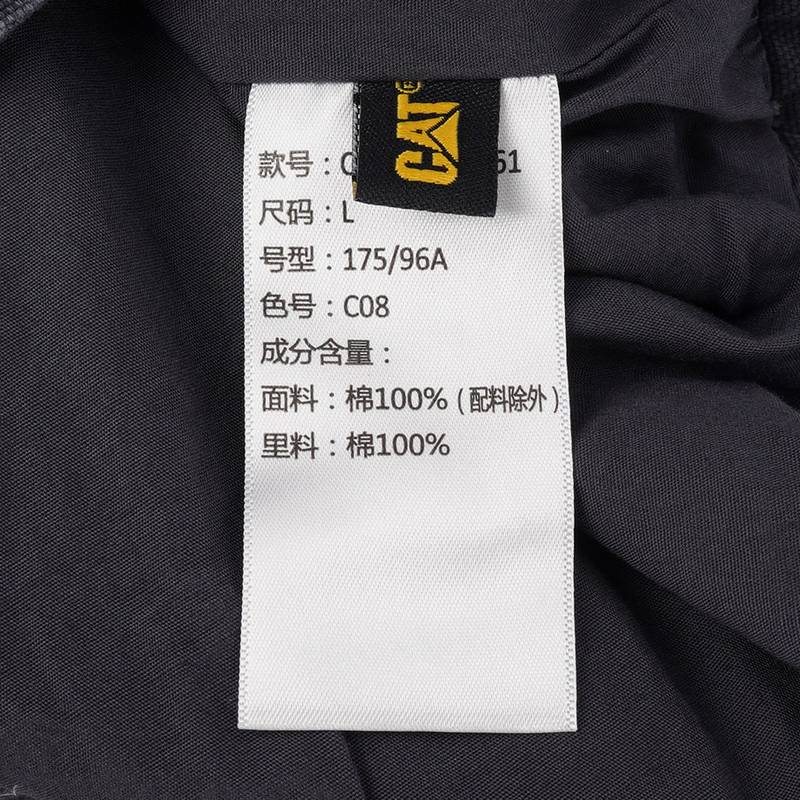 CAT
款号：C 61
尺码：L
号型：175/96A
色号：C08
成分含量：
面料：棉100%（配料除外）
里料：棉100%